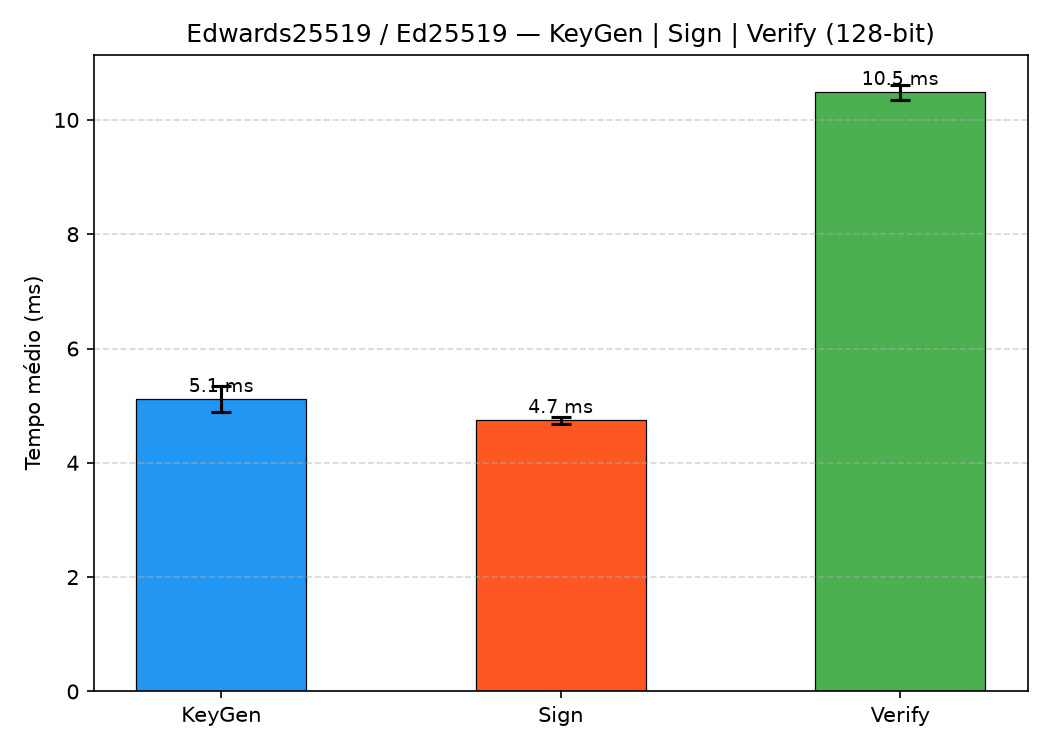 Edwards25519 / Ed25519 — KeyGen | Sign | Verify (128-bit)
Tempo médio (ms)
10
8
6
4
2
0
5.1 ms
4.7 ms
10.5 ms
KeyGen
Sign
Verify